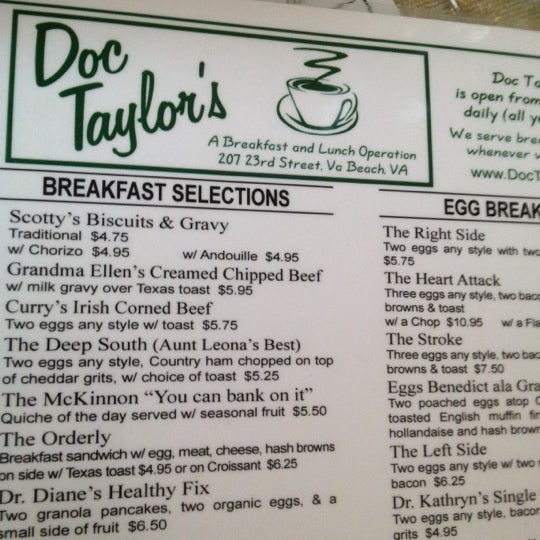 Doc
Taylor's
A Breakfast and Lunch Operation
207 23rd Street, Va Beach, VA
Doc
is open from
daily (all
We serve
whenever
www.Doc
BREAKFAST SELECTIONS
Scotty's Biscuits & Gravy
Traditional $4.75
w/ Chorizo $4.95 w/ Andouille $4.95
Grandma Ellen's Creamed Chipped Beef
w/ milk gravy over Texas toast $5.95
Curry's Irish Corned Beef
Two eggs any style w/ toast $5.75
The Deep South (Aunt Leona's Best)
Two eggs any style, Country ham chopped on top
of cheddar grits, w/ choice of toast $5.25
The McKinnon "You can bank on it"
Quiche of the day served w/ seasonal fruit $5.50
The Orderly
Breakfast sandwich w/ egg, meat, cheese, hash browns
on side w/ Texas toast $4.95 or on Croissant $6.25
Dr. Diane's Healthy Fix
Two granola pancakes, two organic eggs, & a
small side of fruit $6.50
EGG BREAK
The Right Side
Two eggs any style with two
$5.75
The Heart Attack
Three eggs any style, two
browns & toast
w/ a Chop $10.95 w/ a
The Stroke
Three eggs any style, two
browns & toast $7.50
Eggs Benedict ala
Two poached eggs atop
toasted English muffin
hollandaise and hash
The Left Side
Two eggs any style w/ two
bacon $6.25
Dr. Kathryn's Single
Two eggs any style, bacon
grits $4.95